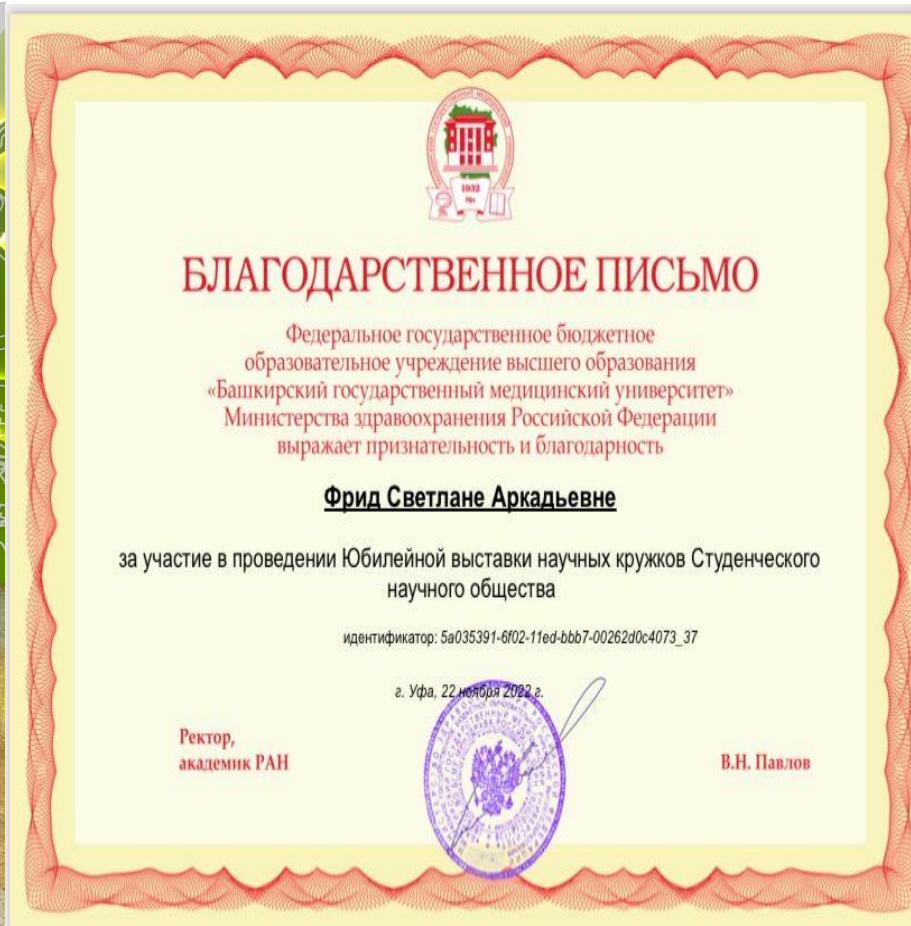 1932
Уфа
БЛАГОДАРСТВЕННОЕ ПИСЬМО
Федеральное государственное бюджетное
образовательное учреждение высшего образования
«Башкирский государственный медицинский университет»
Министерства здравоохранения Российской Федерации
выражает признательность и благодарность
Фрид Светлане Аркадьевне
за участие в проведении Юбилейной выставки научных кружков Студенческого
научного общества
идентификатор: 5a035391-6f02-11ed-bbb7-00262d0c4073_37
г. Уфа, 22 ноября 2022 г.
Ректор,
академик РАН
В.Н. Павлов